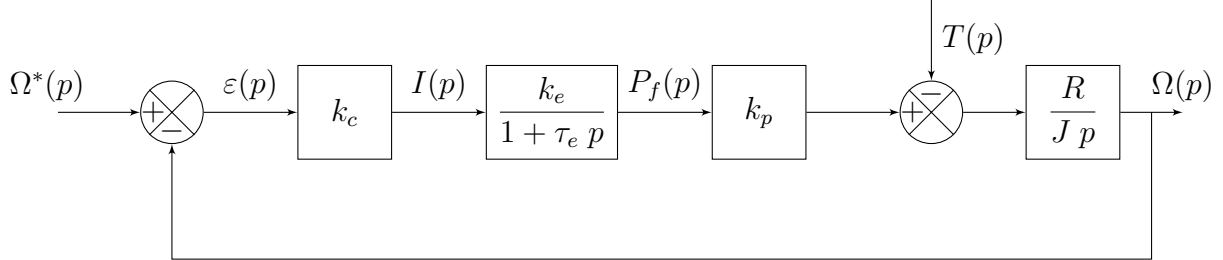 T(p)
Ω*(p)
+
−
ε(p)
k_c
I(p)
k_e
1 + τ_e p
P_f(p)
k_p
+
−
R
J p
Ω(p)